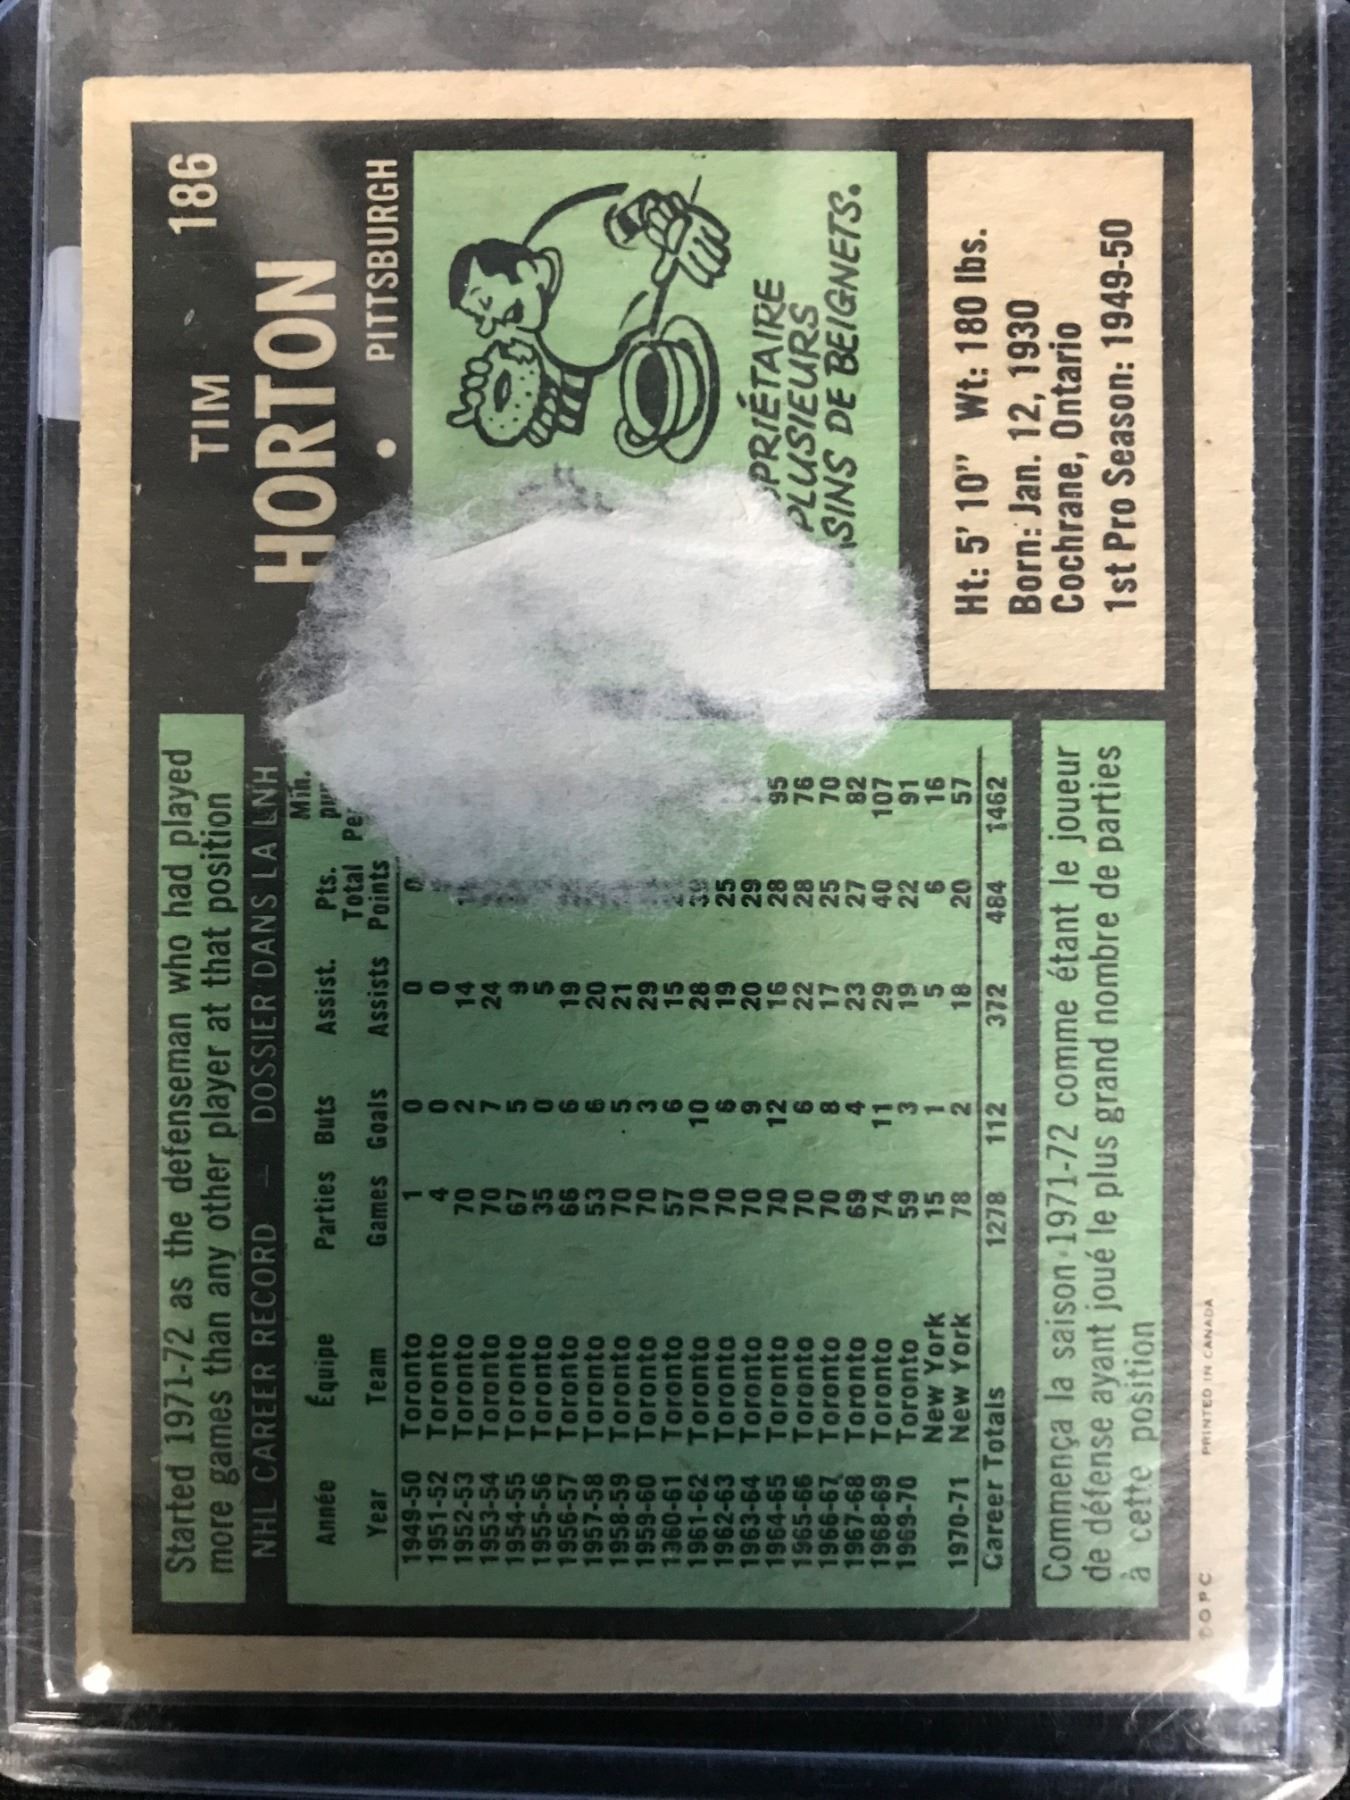 Started 1971-72 as the defenseman who had played
more games than any other player at that position
TIM 186
HORTON
• PITTSBURGH
NHL CAREER RECORD — DOSSIER DANS LA LNH
Année Équipe Parties Buts Assist. Pts. Min.
Year Team Games Goals Assists Total
Points
1949-50 Toronto 1 0 0 0
1951-52 Toronto 4 0 0
1952-53 Toronto 70 2 14
1953-54 Toronto 70 7 24
1954-55 Toronto 67 5 9
1955-56 Toronto 35 0 5
1956-57 Toronto 66 6 19
1957-58 Toronto 53 6 20
1958-59 Toronto 70 5 21
1959-60 Toronto 70 3 29
1360-61 Toronto 57 6 15
1961-62 Toronto 70 10 28
1962-63 Toronto 70 6 19 25
1963-64 Toronto 70 9 20 29
1964-65 Toronto 70 12 16 28 95
1965-66 Toronto 70 6 22 28 76
1966-67 Toronto 70 8 17 25 70
1967-68 Toronto 69 4 23 27 82
1968-69 Toronto 74 11 29 40 107
1969-70 Toronto 59 3 19 22 91
New York 15 1 5 6 16
1970-71 New York 78 2 18 20 57
Career Totals 1278 112 372 484 1462
PLUSIEURS
DE BEIGNETS.
Ht: 5' 10" Wt: 180 lbs.
Born: Jan. 12, 1930
Cochrane, Ontario
1st Pro Season: 1949-50
Commença la saison 1971-72 comme étant le joueur
de défense ayant joué le plus grand nombre de parties
à cette position
©OPC PRINTED IN CANADA